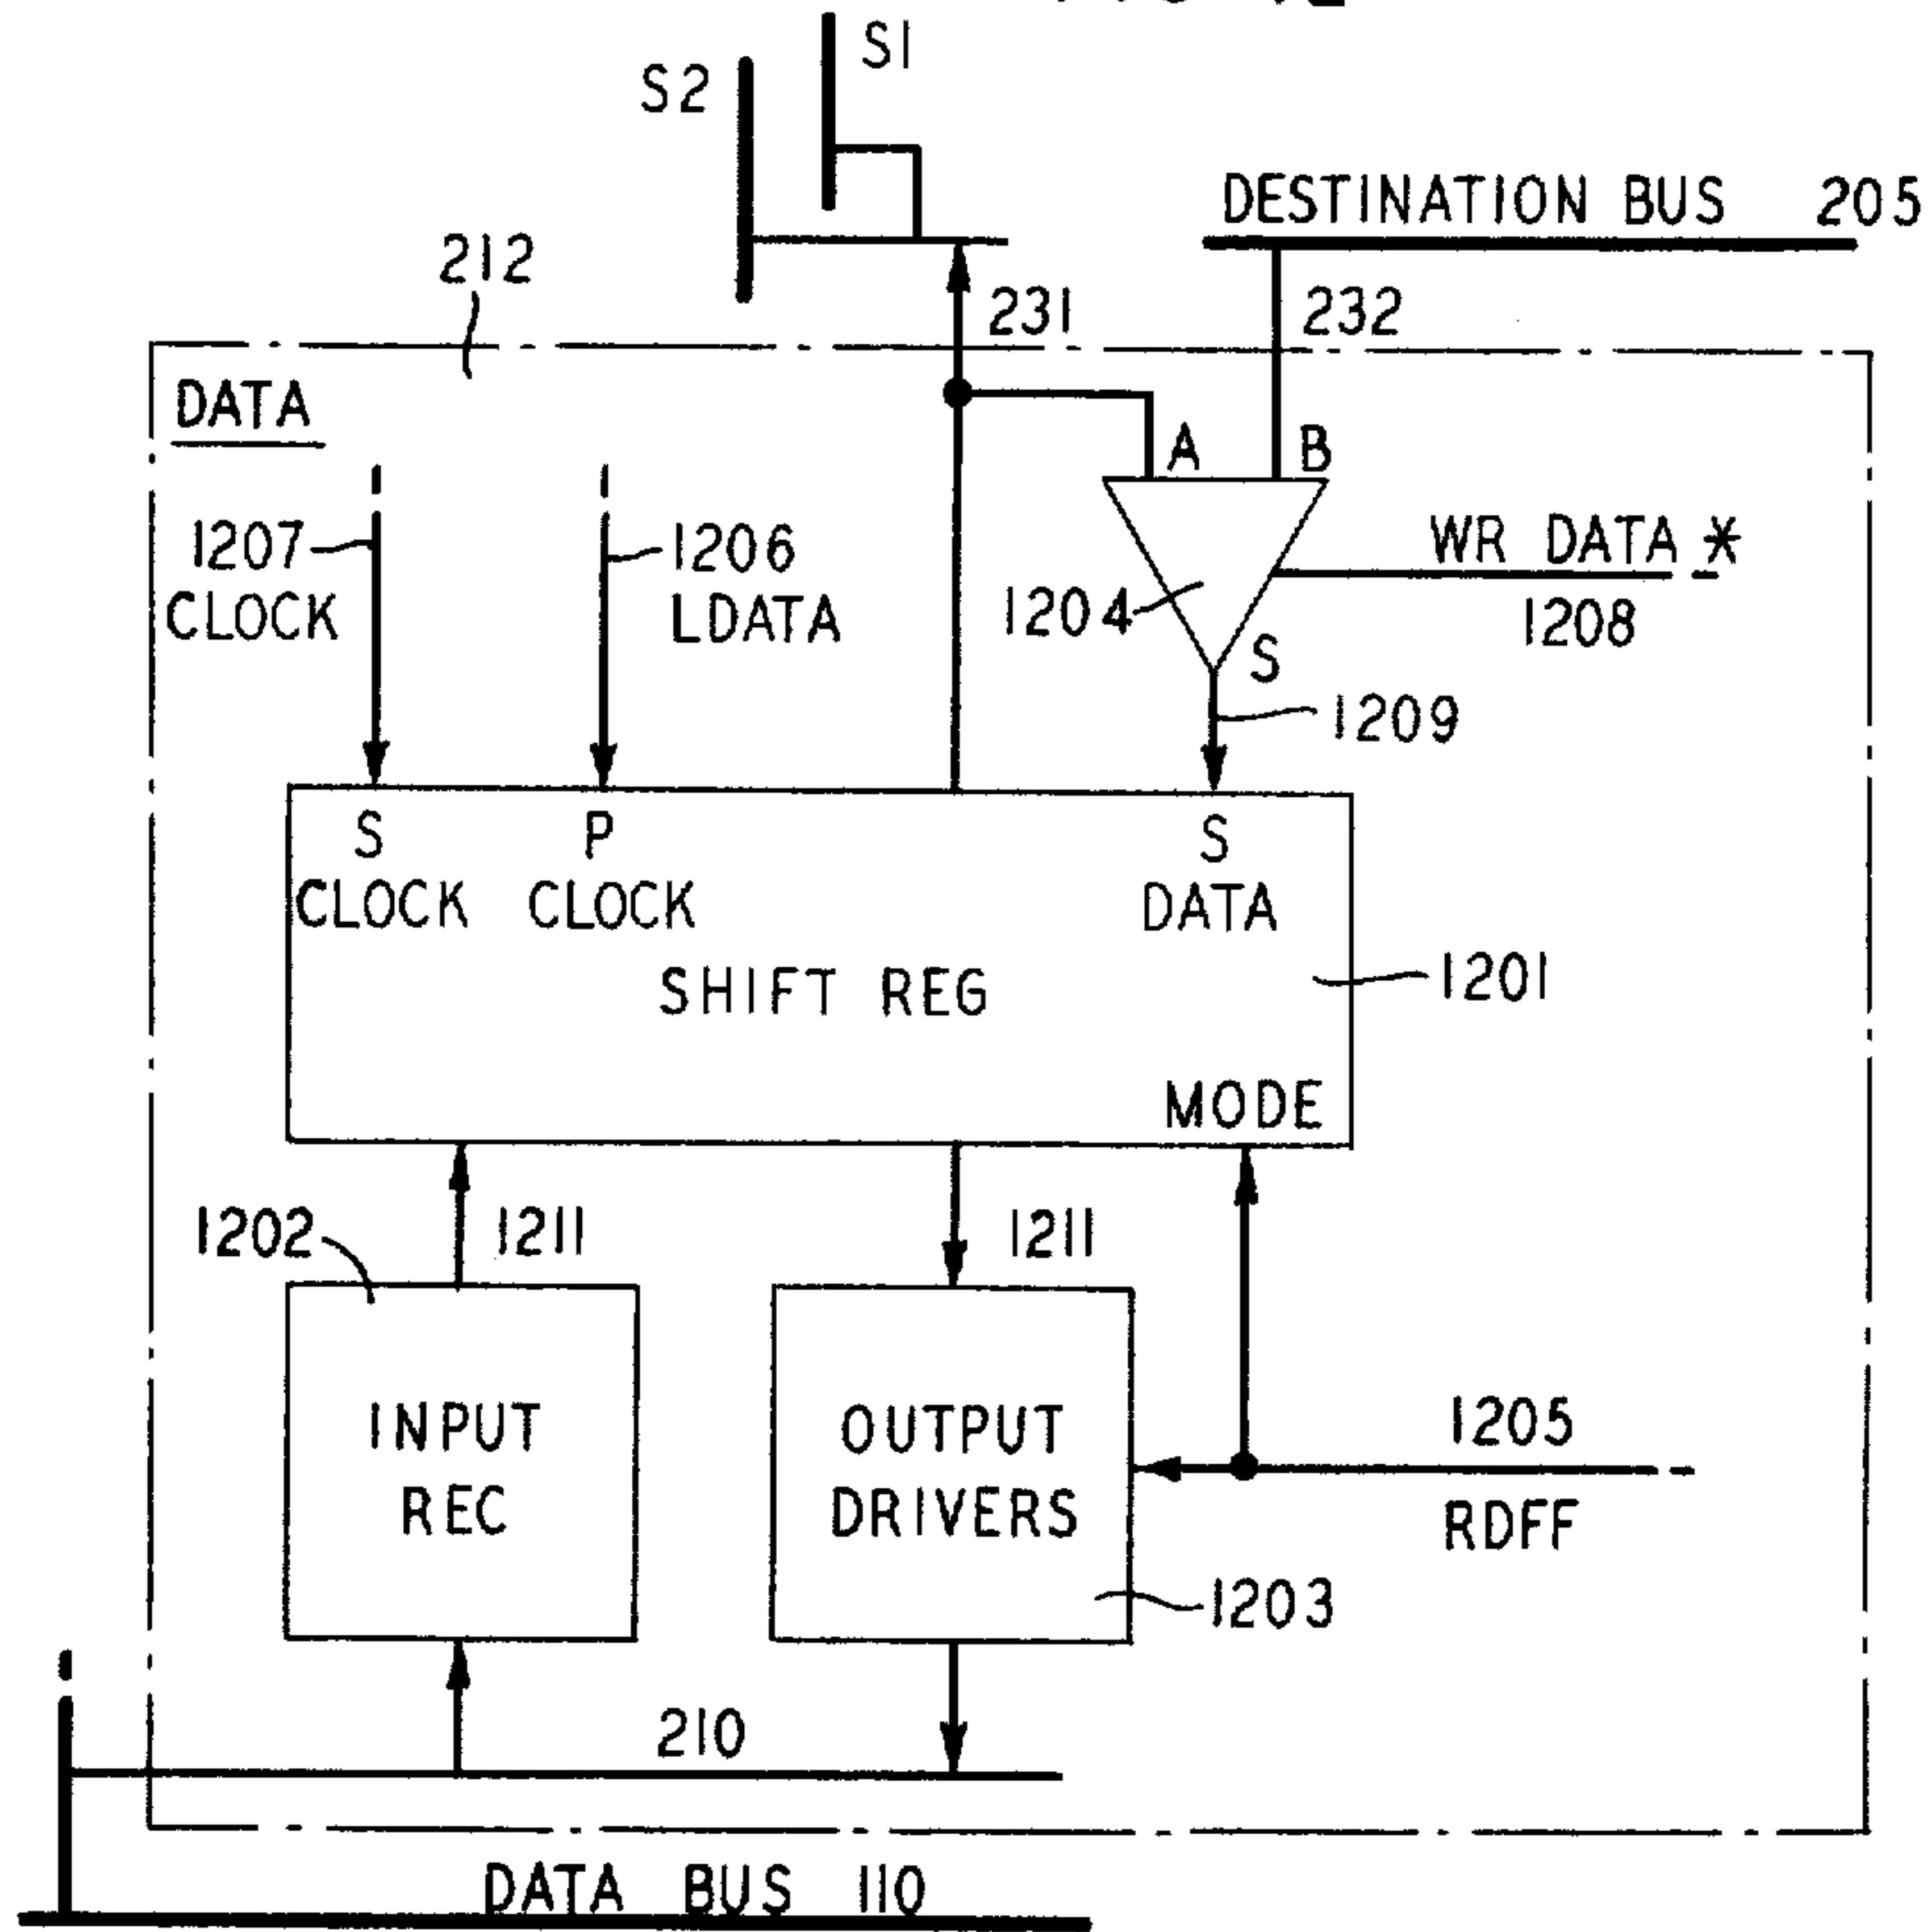 S1
S2
DESTINATION BUS 205
212
231
232
DATA
A
B
1207
CLOCK
1206
LDATA
WR DATA *
1208
1204
S
1209
S
CLOCK
P
CLOCK
S
DATA
SHIFT REG
1201
MODE
1202
1211
1211
INPUT
REC
OUTPUT
DRIVERS
1205
RDFF
1203
210
DATA BUS 110